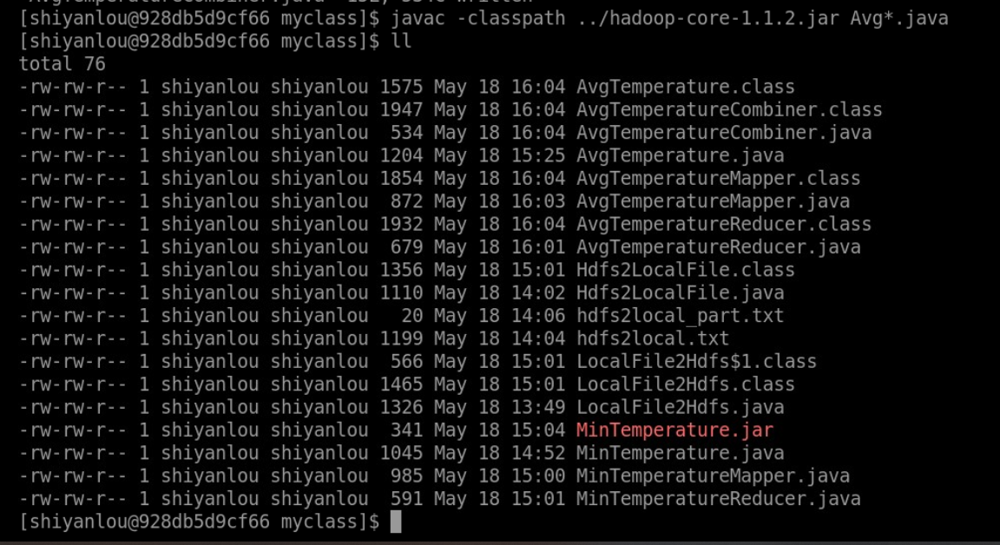 [shiyanlou@928db5d9cf66 myclass]$ javac -classpath ../hadoop-core-1.1.2.jar Avg*.java
[shiyanlou@928db5d9cf66 myclass]$ ll
total 76
-rw-rw-r-- 1 shiyanlou shiyanlou 1575 May 18 16:04 AvgTemperature.class
-rw-rw-r-- 1 shiyanlou shiyanlou 1947 May 18 16:04 AvgTemperatureCombiner.class
-rw-rw-r-- 1 shiyanlou shiyanlou  534 May 18 16:04 AvgTemperatureCombiner.java
-rw-rw-r-- 1 shiyanlou shiyanlou 1204 May 18 15:25 AvgTemperature.java
-rw-rw-r-- 1 shiyanlou shiyanlou 1854 May 18 16:04 AvgTemperatureMapper.class
-rw-rw-r-- 1 shiyanlou shiyanlou  872 May 18 16:03 AvgTemperatureMapper.java
-rw-rw-r-- 1 shiyanlou shiyanlou 1932 May 18 16:04 AvgTemperatureReducer.class
-rw-rw-r-- 1 shiyanlou shiyanlou  679 May 18 16:01 AvgTemperatureReducer.java
-rw-rw-r-- 1 shiyanlou shiyanlou 1356 May 18 15:01 Hdfs2LocalFile.class
-rw-rw-r-- 1 shiyanlou shiyanlou 1110 May 18 14:02 Hdfs2LocalFile.java
-rw-rw-r-- 1 shiyanlou shiyanlou   20 May 18 14:06 hdfs2local_part.txt
-rw-rw-r-- 1 shiyanlou shiyanlou 1199 May 18 14:04 hdfs2local.txt
-rw-rw-r-- 1 shiyanlou shiyanlou  566 May 18 15:01 LocalFile2Hdfs$1.class
-rw-rw-r-- 1 shiyanlou shiyanlou 1465 May 18 15:01 LocalFile2Hdfs.class
-rw-rw-r-- 1 shiyanlou shiyanlou 1326 May 18 13:49 LocalFile2Hdfs.java
-rw-rw-r-- 1 shiyanlou shiyanlou  341 May 18 15:04 MinTemperature.jar
-rw-rw-r-- 1 shiyanlou shiyanlou 1045 May 18 14:52 MinTemperature.java
-rw-rw-r-- 1 shiyanlou shiyanlou  985 May 18 15:00 MinTemperatureMapper.java
-rw-rw-r-- 1 shiyanlou shiyanlou  591 May 18 15:01 MinTemperatureReducer.java
[shiyanlou@928db5d9cf66 myclass]$